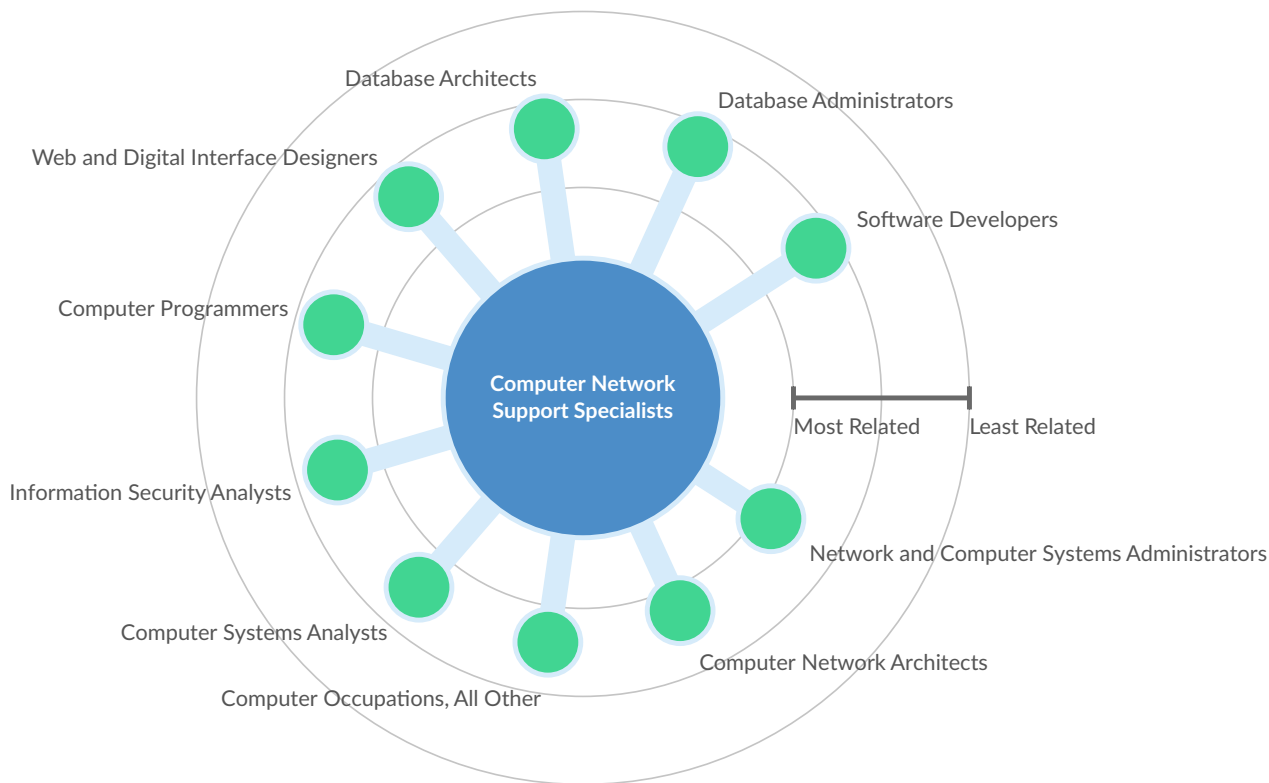 Database Architects
Database Administrators
Web and Digital Interface Designers
Software Developers
Computer Programmers
Computer Network
Support Specialists
Most Related
Least Related
Information Security Analysts
Network and Computer Systems Administrators
Computer Systems Analysts
Computer Network Architects
Computer Occupations, All Other